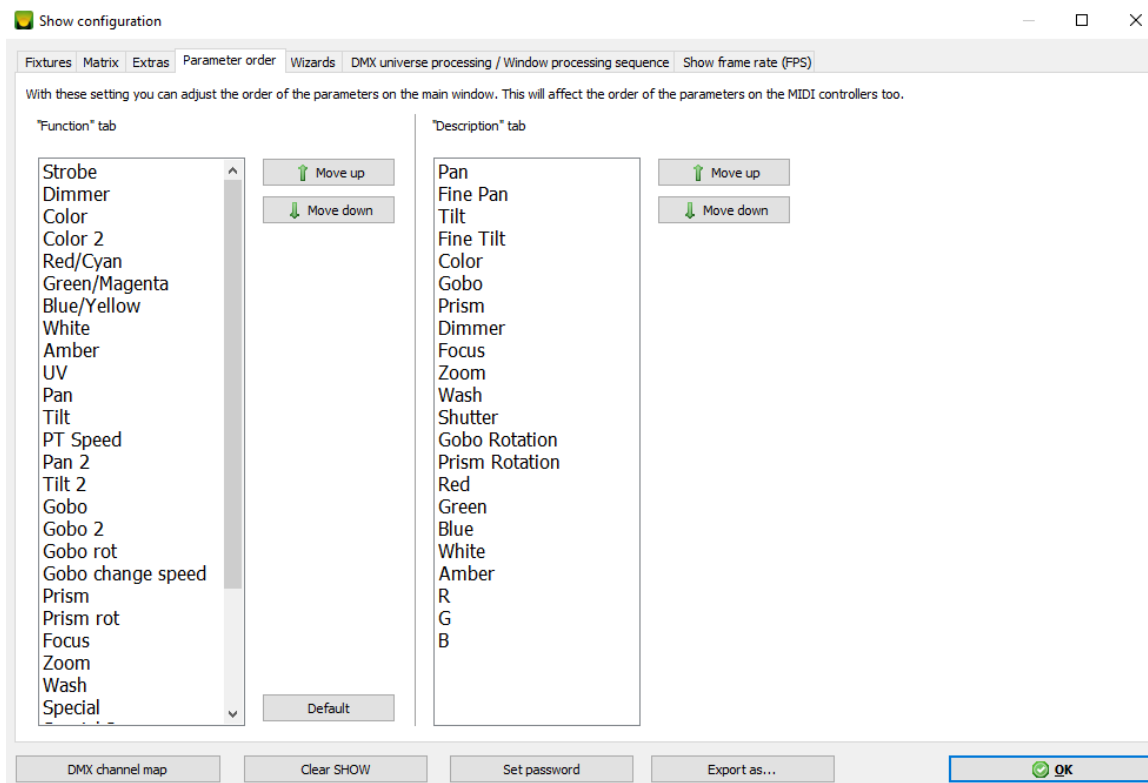 Show configuration
Fixtures Matrix Extras Parameter order Wizards DMX universe processing / Window processing sequence Show frame rate (FPS)
With these setting you can adjust the order of the parameters on the main window. This will affect the order of the parameters on the MIDI controllers too.
"Function" tab
Strobe
Dimmer
Color
Color 2
Red/Cyan
Green/Magenta
Blue/Yellow
White
Amber
UV
Pan
Tilt
PT Speed
Pan 2
Tilt 2
Gobo
Gobo 2
Gobo rot
Gobo change speed
Prism
Prism rot
Focus
Zoom
Wash
Special
Move up
Move down
Default
"Description" tab
Pan
Fine Pan
Tilt
Fine Tilt
Color
Gobo
Prism
Dimmer
Focus
Zoom
Wash
Shutter
Gobo Rotation
Prism Rotation
Red
Green
Blue
White
Amber
R
G
B
Move up
Move down
DMX channel map
Clear SHOW
Set password
Export as...
OK